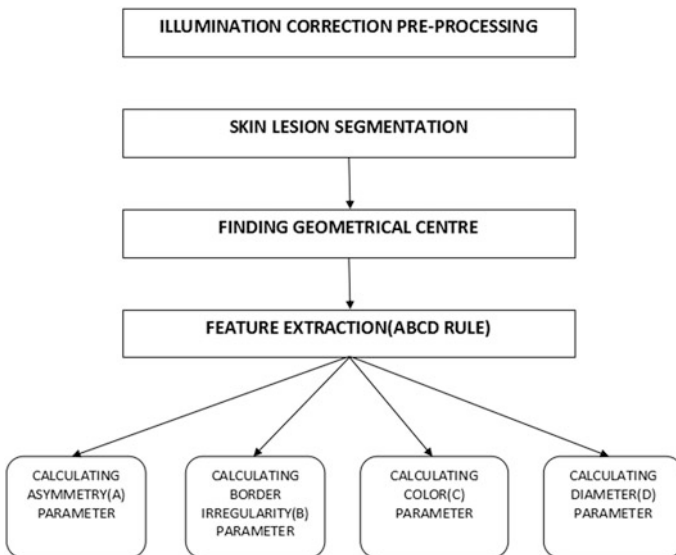 ILLUMINATION CORRECTION PRE-PROCESSING
SKIN LESION SEGMENTATION
FINDING GEOMETRICAL CENTRE
FEATURE EXTRACTION(ABCD RULE)
CALCULATING
ASYMMETRY(A)
PARAMETER
CALCULATING
BORDER
IRREGULARITY(B)
PARAMETER
CALCULATING
COLOR(C)
PARAMETER
CALCULATING
DIAMETER(D)
PARAMETER